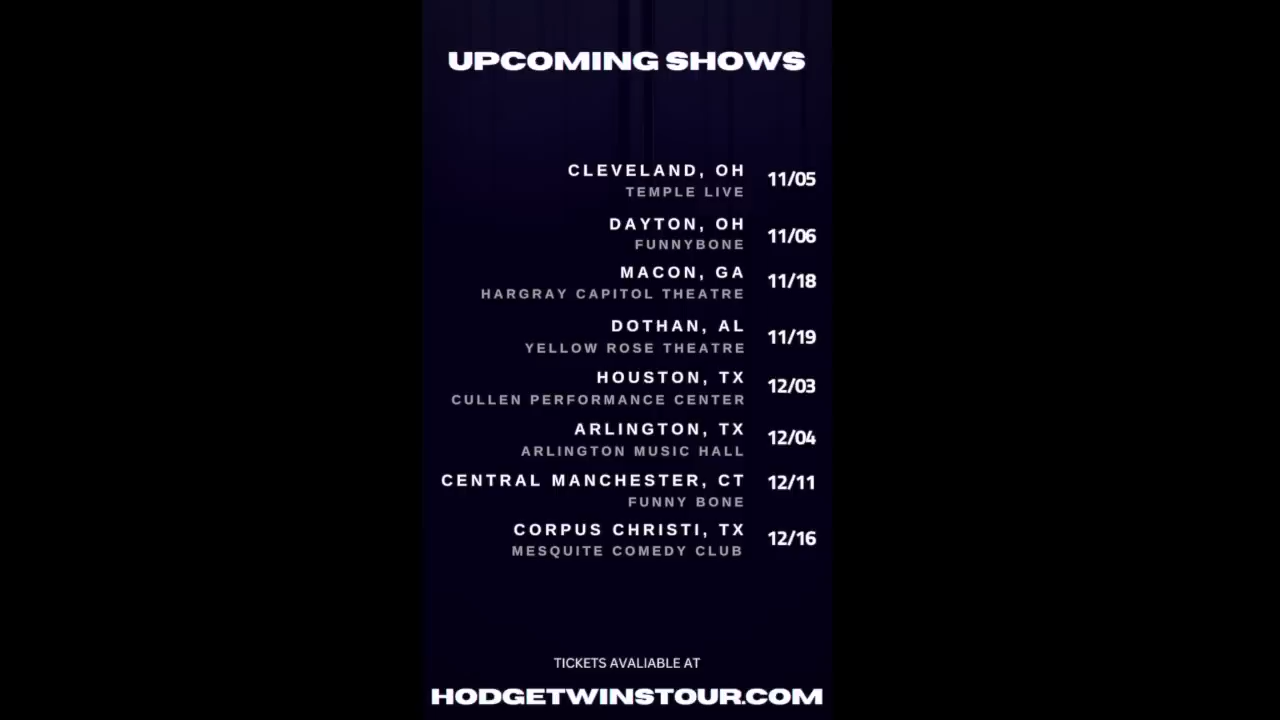 UPCOMING SHOWS
CLEVELAND, OH 11/05
TEMPLE LIVE
DAYTON, OH 11/06
FUNNYBONE
MACON, GA 11/18
HARGRAY CAPITOL THEATRE
DOTHAN, AL 11/19
YELLOW ROSE THEATRE
HOUSTON, TX 12/03
CULLEN PERFORMANCE CENTER
ARLINGTON, TX 12/04
ARLINGTON MUSIC HALL
CENTRAL MANCHESTER, CT 12/11
FUNNY BONE
CORPUS CHRISTI, TX 12/16
MESQUITE COMEDY CLUB
TICKETS AVALIABLE AT
HODGETWINSTOUR.COM